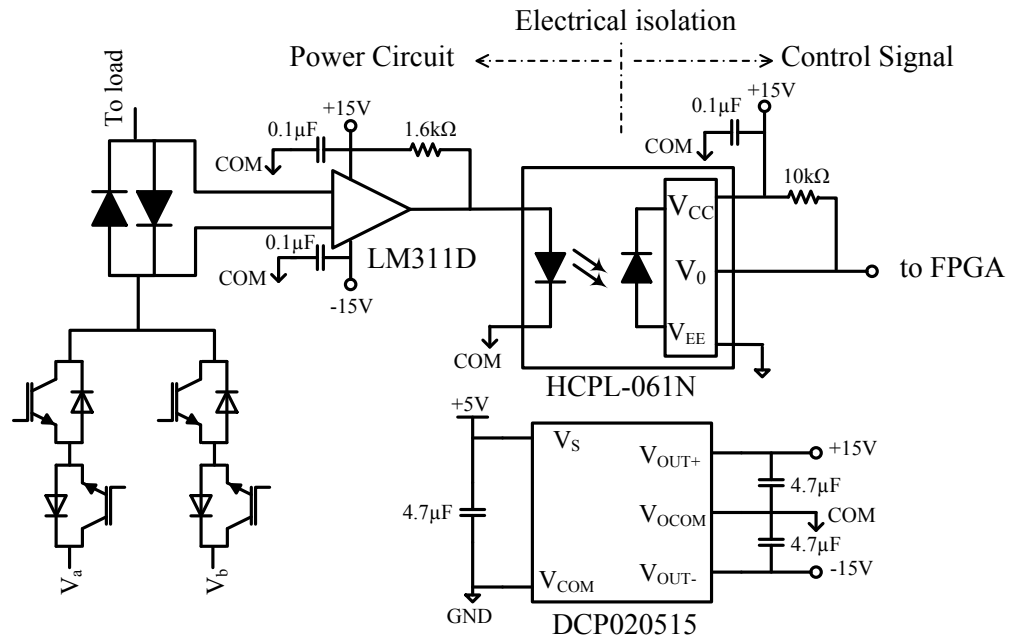 Electrical isolation
Power Circuit
Control Signal
To load
+15V
0.1µF
1.6kΩ
COM
0.1µF
COM
LM311D
-15V
+15V
0.1µF
COM
10kΩ
VCC
V0
VEE
to FPGA
COM
HCPL-061N
+5V
VS
VOUT+
+15V
4.7µF
4.7µF
VOCOM
COM
4.7µF
VCOM
VOUT-
-15V
GND
DCP020515
Va
Vb